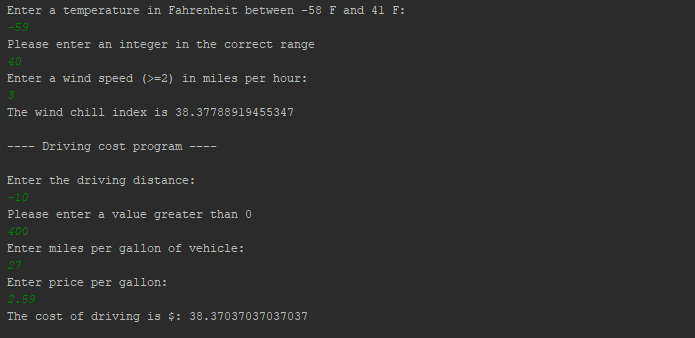 Enter a temperature in Fahrenheit between -58 F and 41 F:
-59
Please enter an integer in the correct range
40
Enter a wind speed (>=2) in miles per hour:
3
The wind chill index is 38.37788919455347
---- Driving cost program ----
Enter the driving distance:
-10
Please enter a value greater than 0
400
Enter miles per gallon of vehicle:
27
Enter price per gallon:
2.59
The cost of driving is $: 38.37037037037037